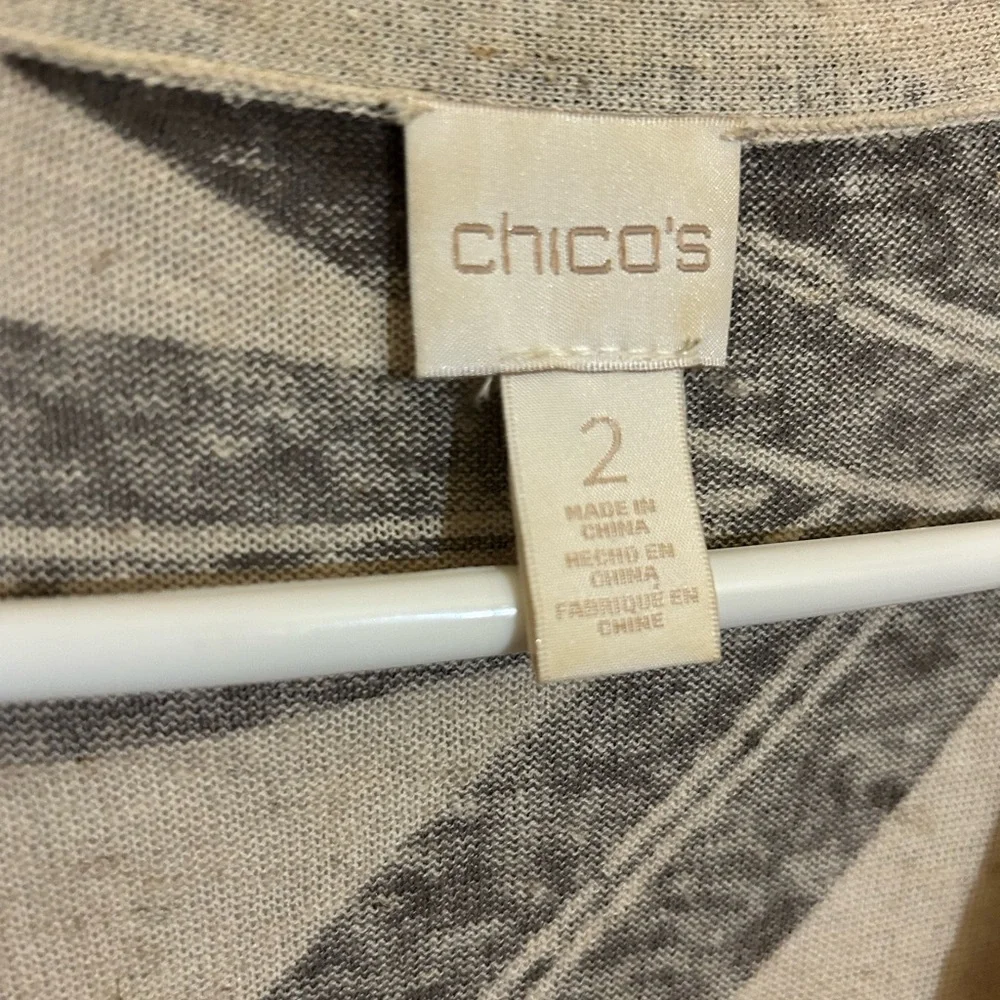 chico's
2
MADE IN
CHINA
HECHO EN
CHINA
FABRIQUÉ EN
CHINE